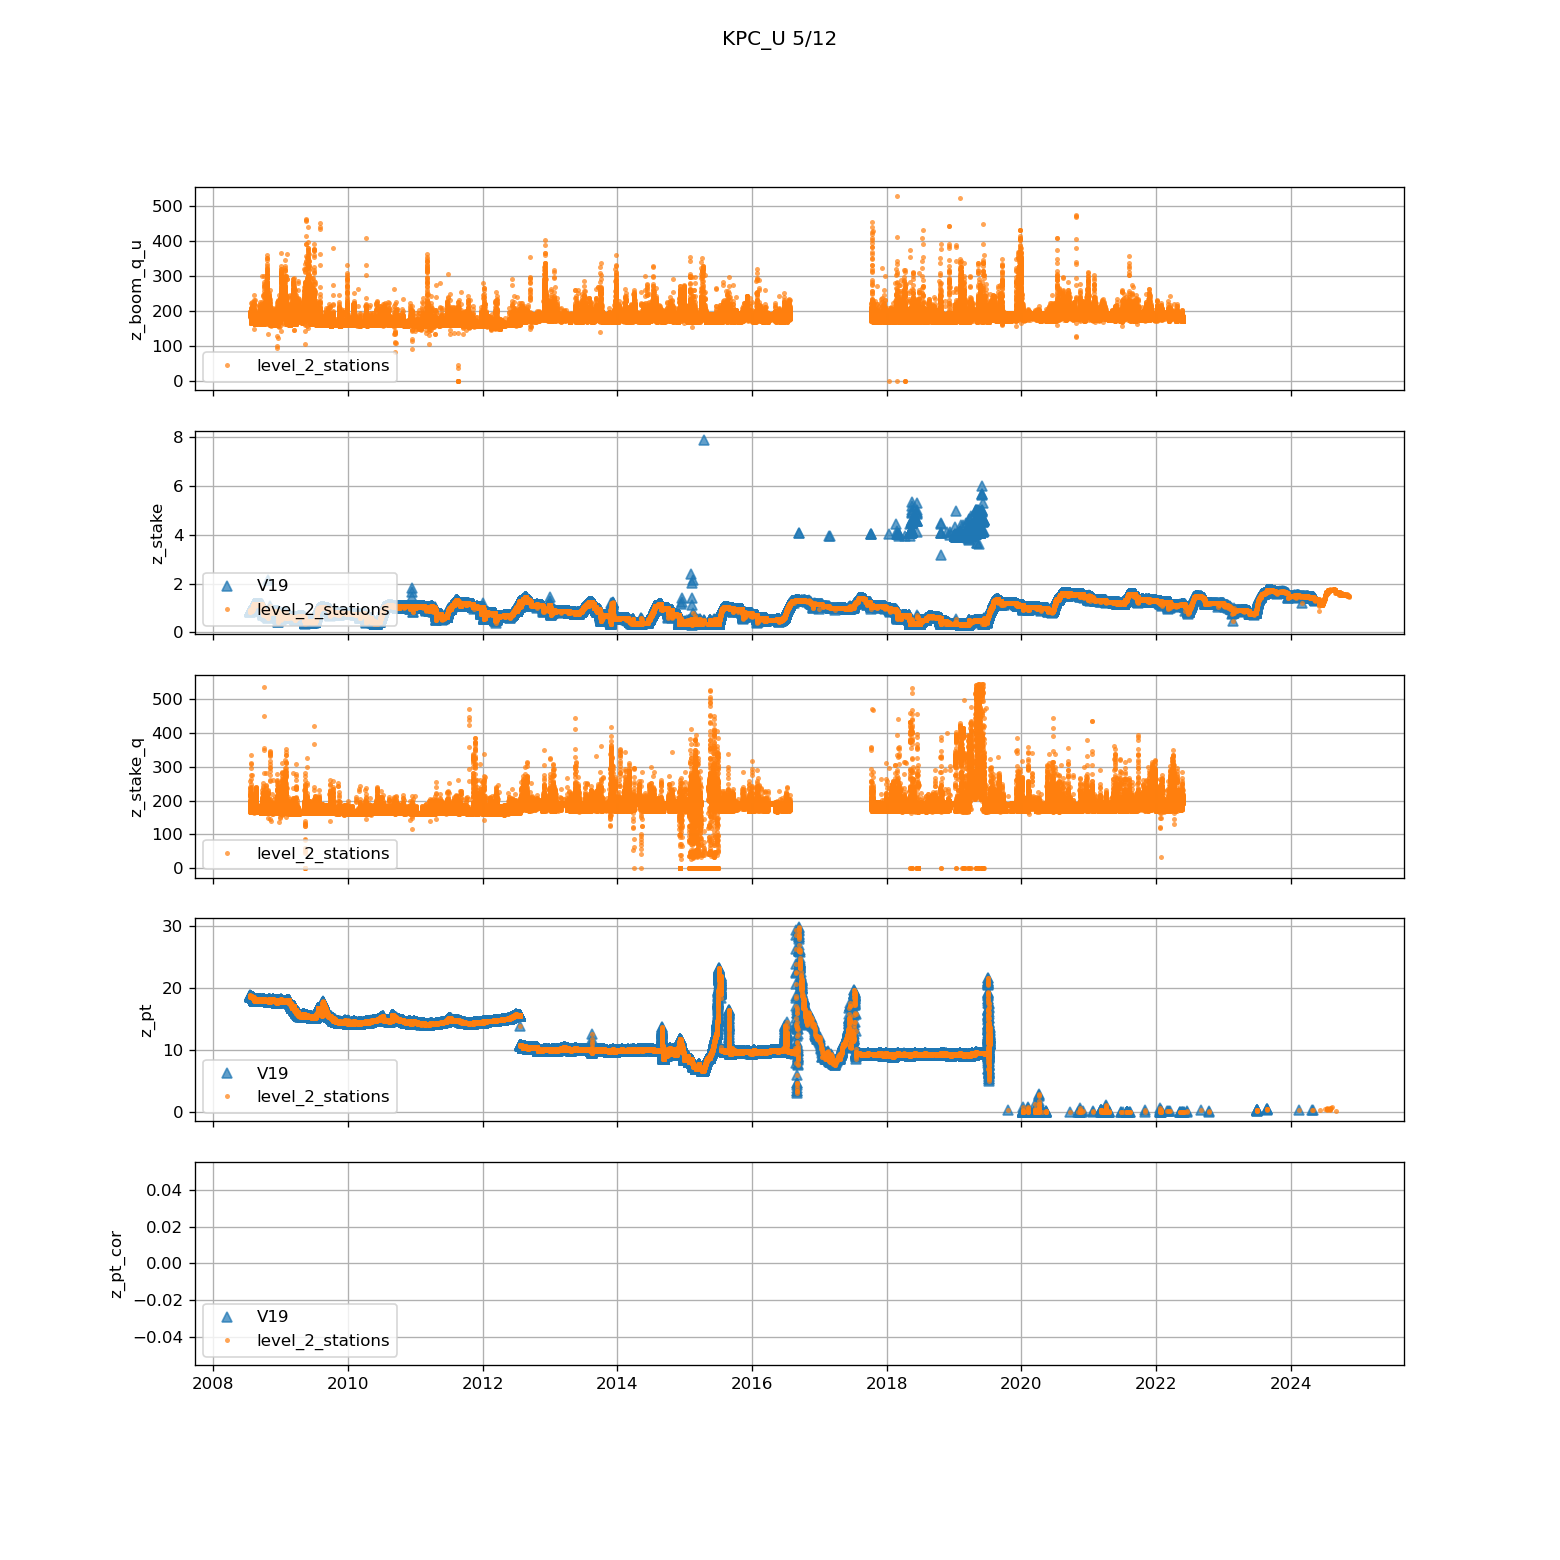 KPC_U 5/12
z_boom_q_u
500
400
300
200
100
0
level_2_stations
z_stake
8
6
4
2
0
V19
level_2_stations
z_stake_q
500
400
300
200
100
0
level_2_stations
z_pt
30
20
10
0
V19
level_2_stations
z_pt_cor
0.04
0.02
0.00
−0.02
−0.04
V19
level_2_stations
2008 2010 2012 2014 2016 2018 2020 2022 2024